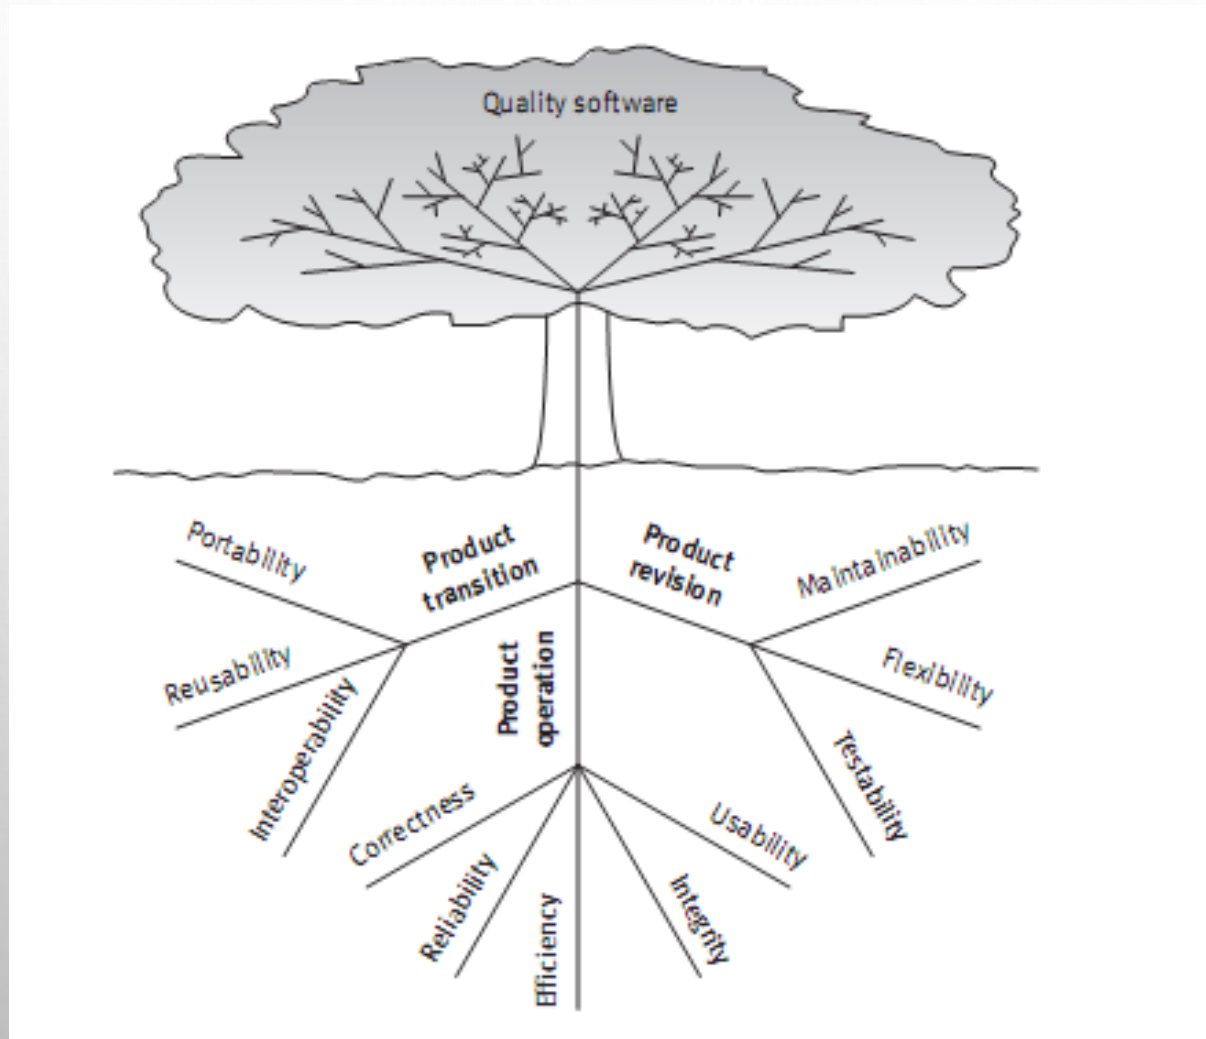 Quality software
Portability
Product
transition
Product
revision
Maintainability
Reusability
Interoperability
Product
operation
Flexibility
Testability
Correctness
Reliability
Efficiency
Integrity
Usability